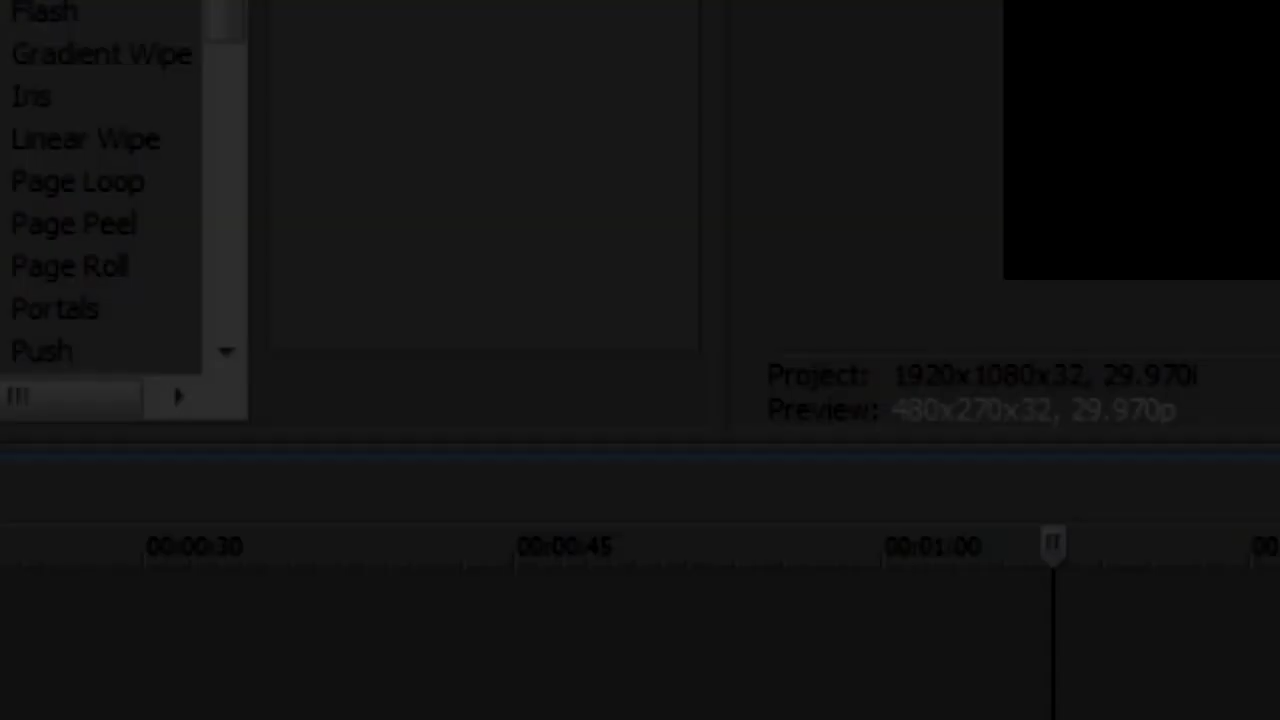 Flash
Gradient Wipe
Iris
Linear Wipe
Page Loop
Page Peel
Page Roll
Portals
Push
Project: 1920x1080x32, 29.970i
Preview: 480x270x32, 29.970p
00:00:30 00:00:45 00:01:00 00